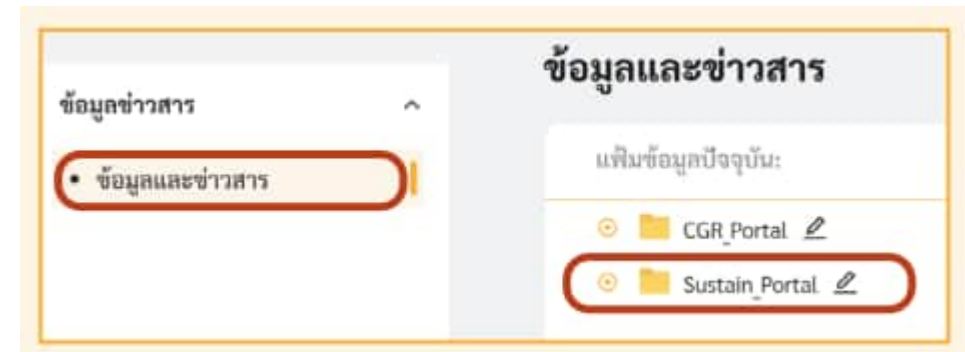 ข้อมูลข่าวสาร
• ข้อมูลและข่าวสาร
ข้อมูลและข่าวสาร
แฟ้มข้อมูลปัจจุบัน:
CGR_Portal
Sustain_Portal